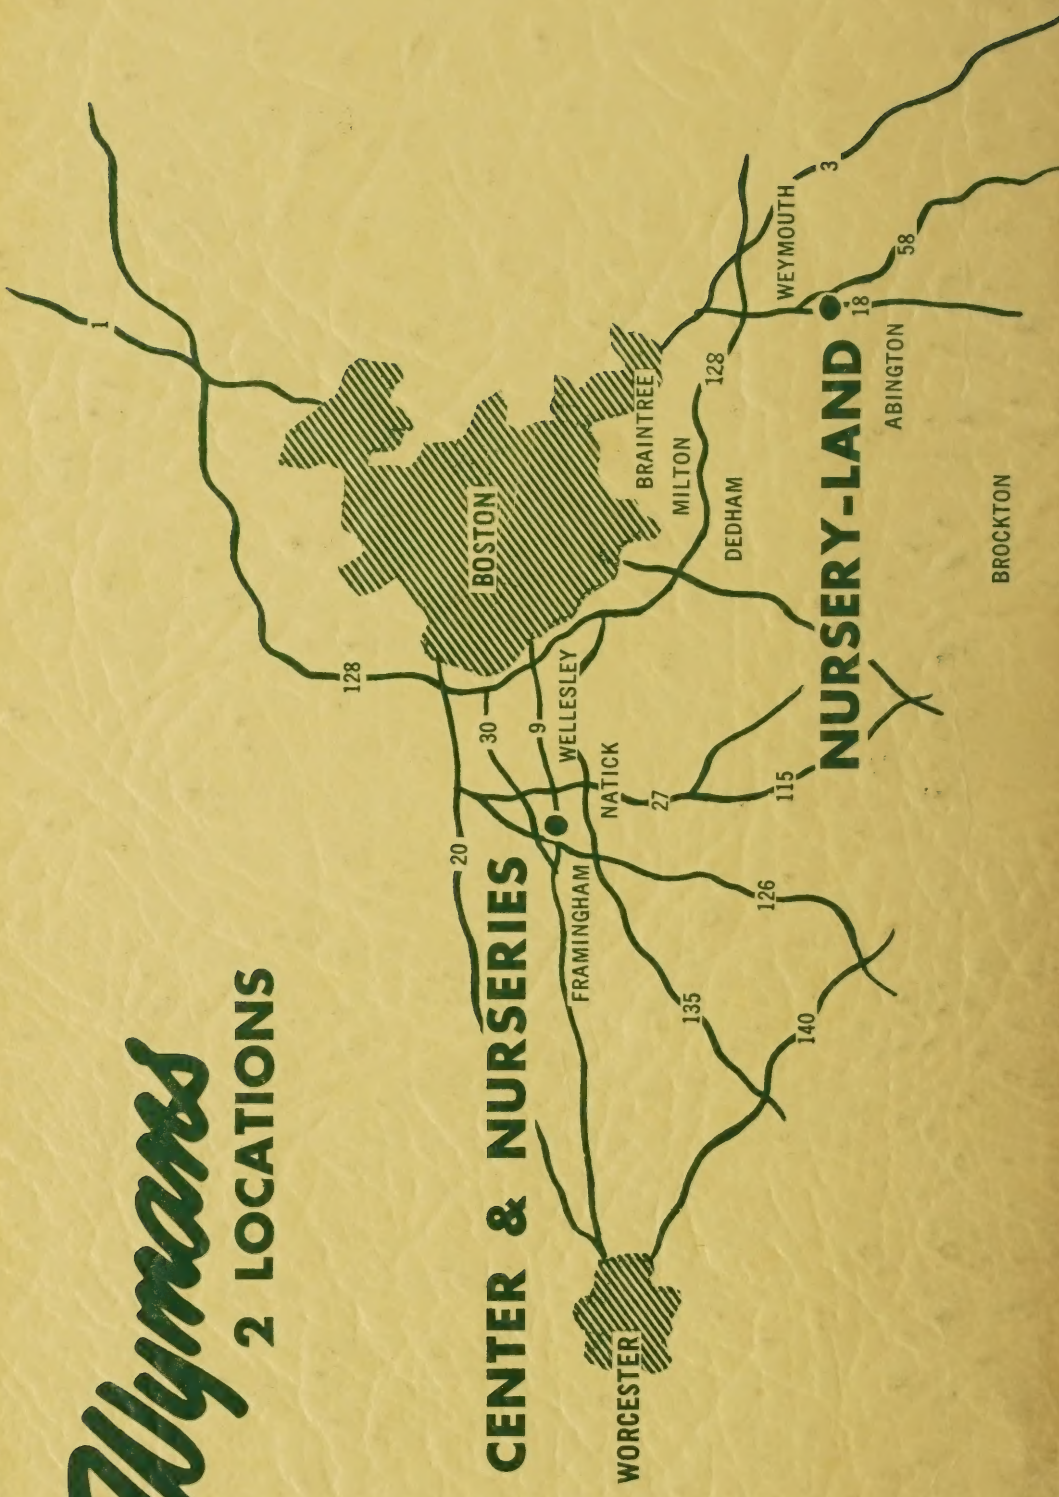 Wymans
2 LOCATIONS
1
128
20
30
9
CENTER & NURSERIES
BOSTON
WELLESLEY
NATICK
FRAMINGHAM
WORCESTER
27
135
126
115
140
BRAINTREE
MILTON
DEDHAM
128
WEYMOUTH
3
58
18
NURSERY-LAND
ABINGTON
BROCKTON